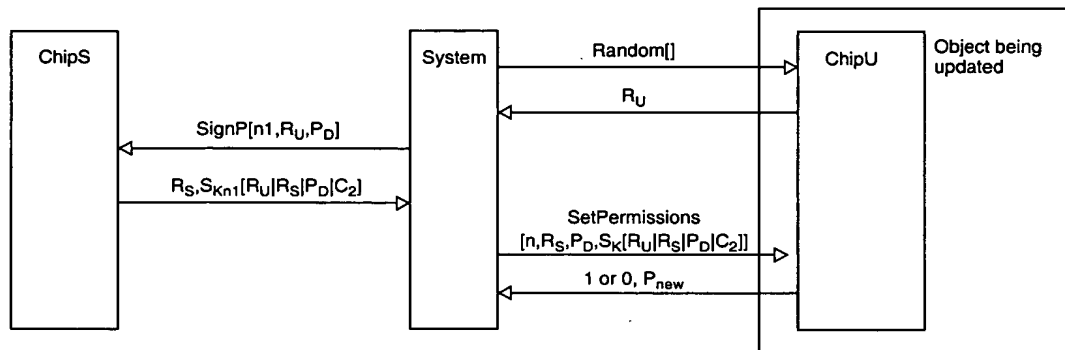 ChipS
System
ChipU
Object being
updated
Random[]
R_U
SignP[n1,R_U,P_D]
R_S,S_Kn1[R_U|R_S|P_D|C_2]
SetPermissions
[n,R_S,P_D,S_K[R_U|R_S|P_D|C_2]]
1 or 0, P_new